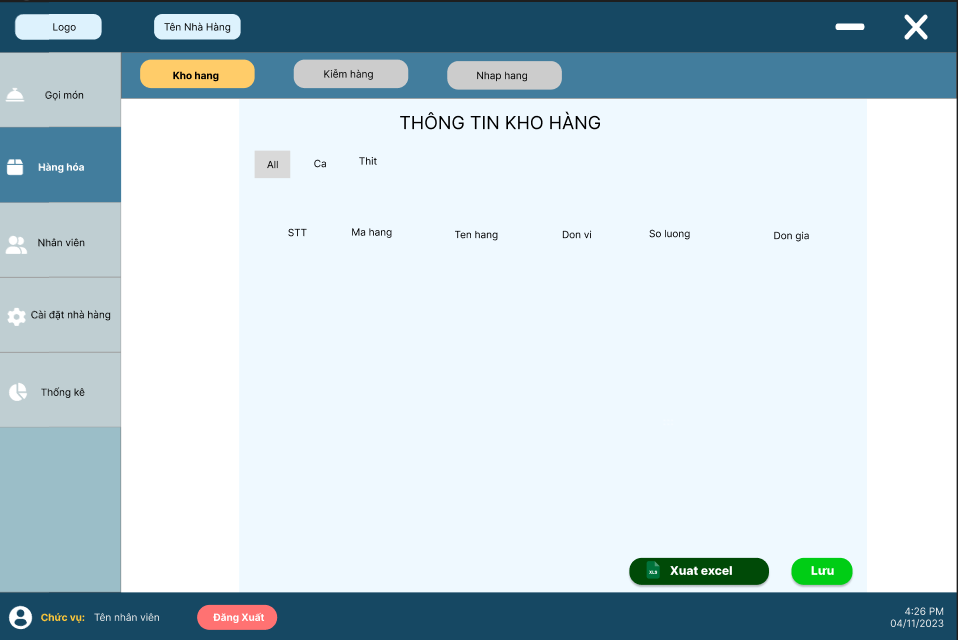 Logo
Tên Nhà Hàng
Kho hang
Kiểm hàng
Nhap hang
Gọi món
Hàng hóa
Nhân viên
Cài đặt nhà hàng
Thống kê
THÔNG TIN KHO HÀNG
All
Ca
Thit
STT
Ma hang
Ten hang
Don vi
So luong
Don gia
XLS
Xuat excel
Lưu
Chức vụ:
Tên nhân viên
Đăng Xuất
4:26 PM
04/11/2023